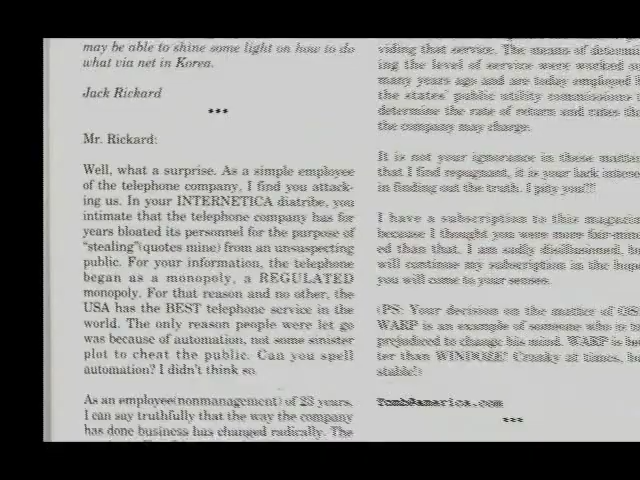 may be able to shine some light on how to do
what via net in Korea.
Jack Rickard
***
Mr. Rickard:
Well, what a surprise. As a simple employee
of the telephone company, I find you attack-
ing us. In your INTERNETICA diatribe, you
intimate that the telephone company has for
years bloated its personnel for the purpose of
"stealing"(quotes mine) from an unsuspecting
public. For your information, the telephone
began as a monopoly, a REGULATED
monopoly. For that reason and no other, the
USA has the BEST telephone service in the
world. The only reason people were let go
was because of automation, not some sinister
plot to cheat the public. Can you spell
automation? I didn't think so.
As an employee(nonmanagement) of 23 years,
I can say truthfully that the way the company
has done business has changed radically. The
viding that service. The means of determin
ing the level of service were worked
many years ago and are today employed
the states' public utility commissions
determine the rate of return and rates
the company may charge.
It is not your ignorance in these matter
that I find repugnant, it is your lack
in finding out the truth. I pity you!!!
I have a subscription to this magazin
because I thought you were more fair-mind
ed than that. I am sadly disillusioned,
will continue my subscription in the hope
you will come to your senses.
(PS: Your decision on the matter of OS
WARP is an example of someone who is
prejudiced to change his mind. WARP is
ter than WINDOZE! Cranky at times,
stable!)
***